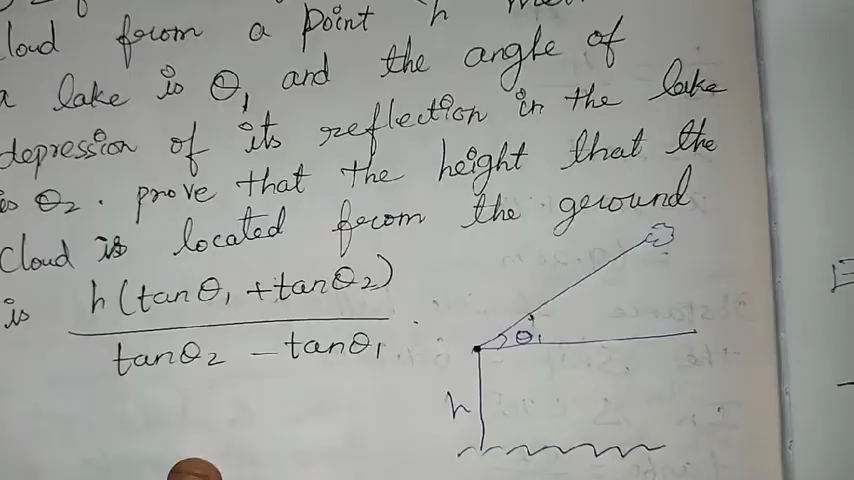 loud from a point h
a lake is θ₁ and the angle of
depression of its reflection in the lake
is θ₂. prove that the height that the
Cloud is located from the ground
is h(tanθ₁ + tanθ₂)
tanθ₂ - tanθ₁
θ₁
h